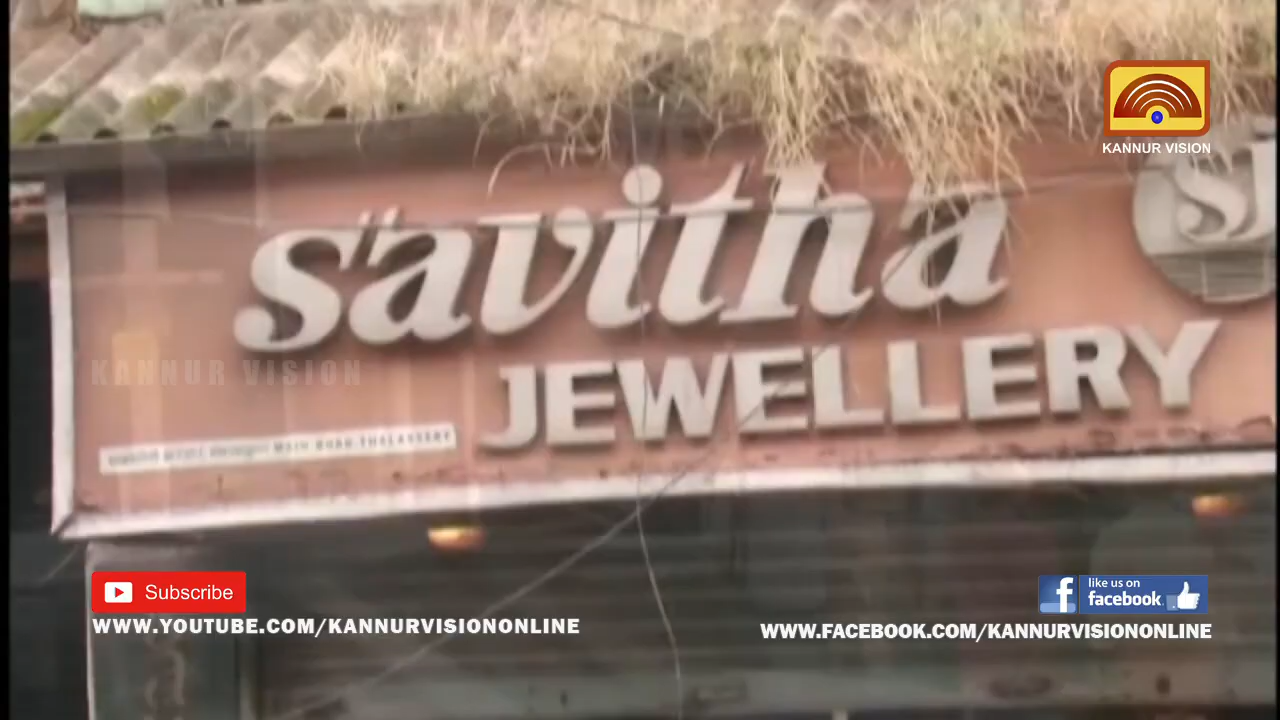 KANNUR VISION
SJ
Savitha
JEWELLERY
KANNUR VISION
MAIN ROAD THALASSERY
Subscribe
WWW.YOUTUBE.COM/KANNURVISIONONLINE
like us on
facebook.
WWW.FACEBOOK.COM/KANNURVISIONONLINE